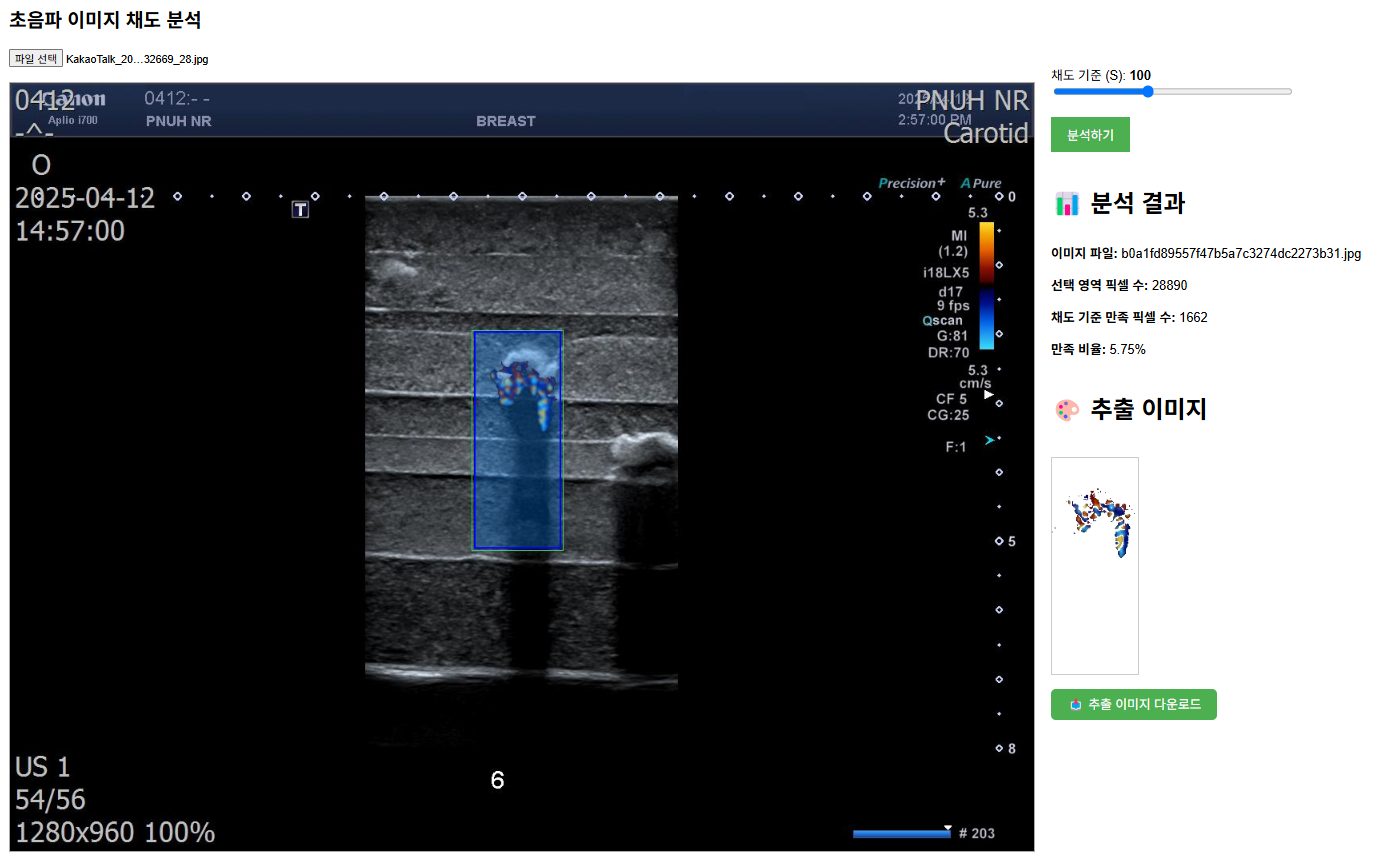 초음파 이미지 채도 분석
파일 선택 KakaoTalk_20...32669_28.jpg
채도 기준 (S): 100
분석하기
분석 결과
이미지 파일: b0a1fd89557f47b5a7c3274dc2273b31.jpg
선택 영역 픽셀 수: 28890
채도 기준 만족 픽셀 수: 1662
만족 비율: 5.75%
추출 이미지
추출 이미지 다운로드
0412
-^-
Canon
Aplio i700
0412:- -
PNUH NR
BREAST
2:57:00 PM
PNUH NR
Carotid
O
2025-04-12
14:57:00
T
Precision+ A Pure
0
5.3
MI
(1.2)
i18LX5
d17
9 fps
Qscan
G:81
DR:70
5.3
cm/s
CF 5
CG:25
F:1
5
8
6
US 1
54/56
1280x960 100%
# 203